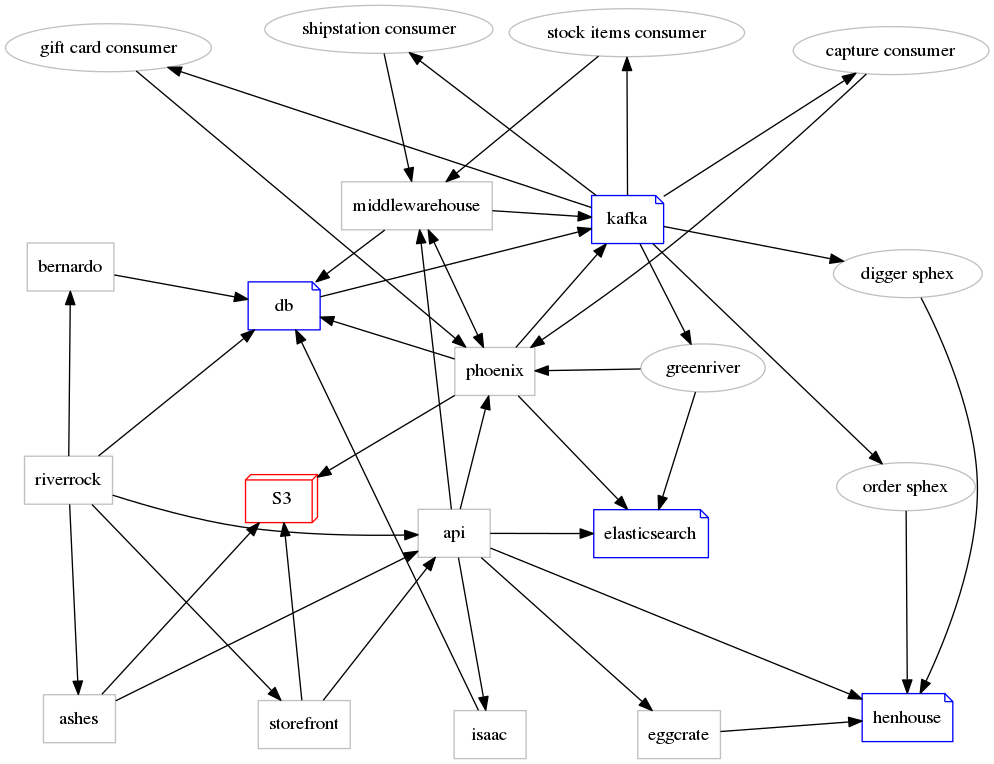 shipstation consumer
stock items consumer
gift card consumer
capture consumer
middlewarehouse
kafka
bernardo
digger sphex
db
phoenix
greenriver
riverrock
order sphex
S3
api
elasticsearch
ashes
storefront
henhouse
isaac
eggcrate